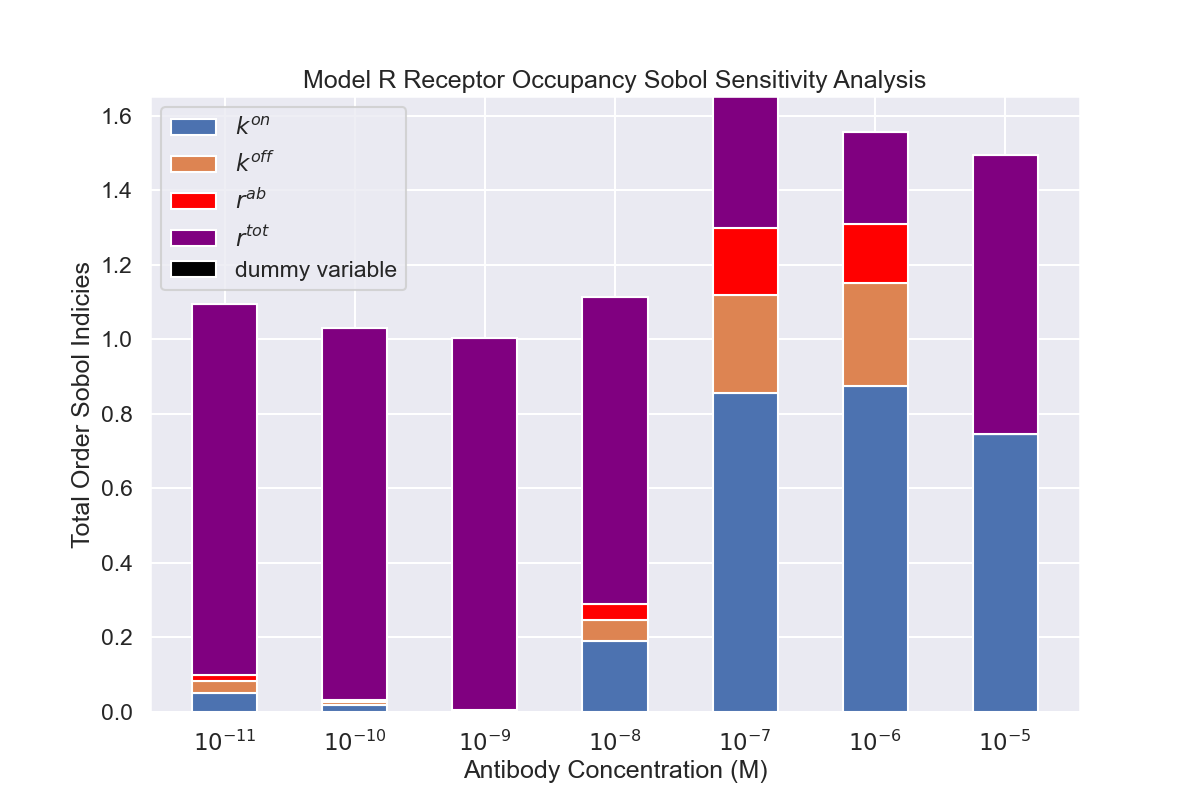 Model R Receptor Occupancy Sobol Sensitivity Analysis
1.6
1.4
1.2
1.0
0.8
0.6
0.4
0.2
0.0
Total Order Sobol Indicies
k^{on}
k^{off}
r^{ab}
r^{tot}
dummy variable
10^{-11} 10^{-10} 10^{-9} 10^{-8} 10^{-7} 10^{-6} 10^{-5}
Antibody Concentration (M)